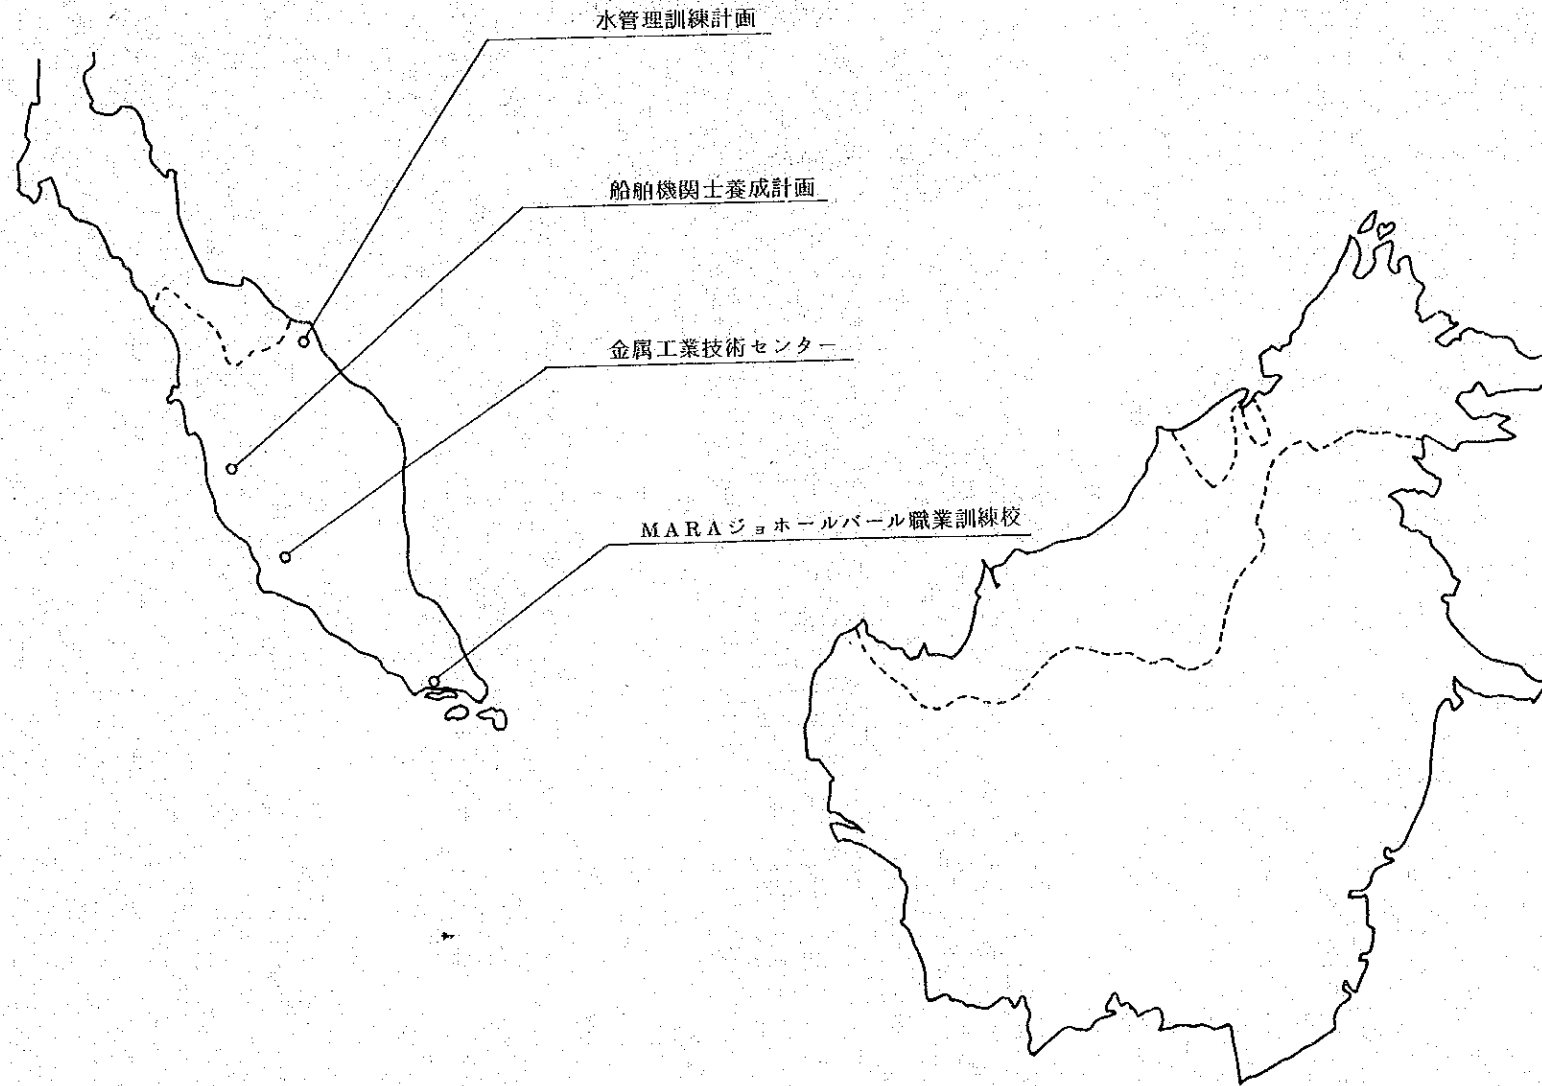 水管理訓練計画
船舶機関士養成計画
金属工業技術センター
MARAジョホールバール職業訓練校